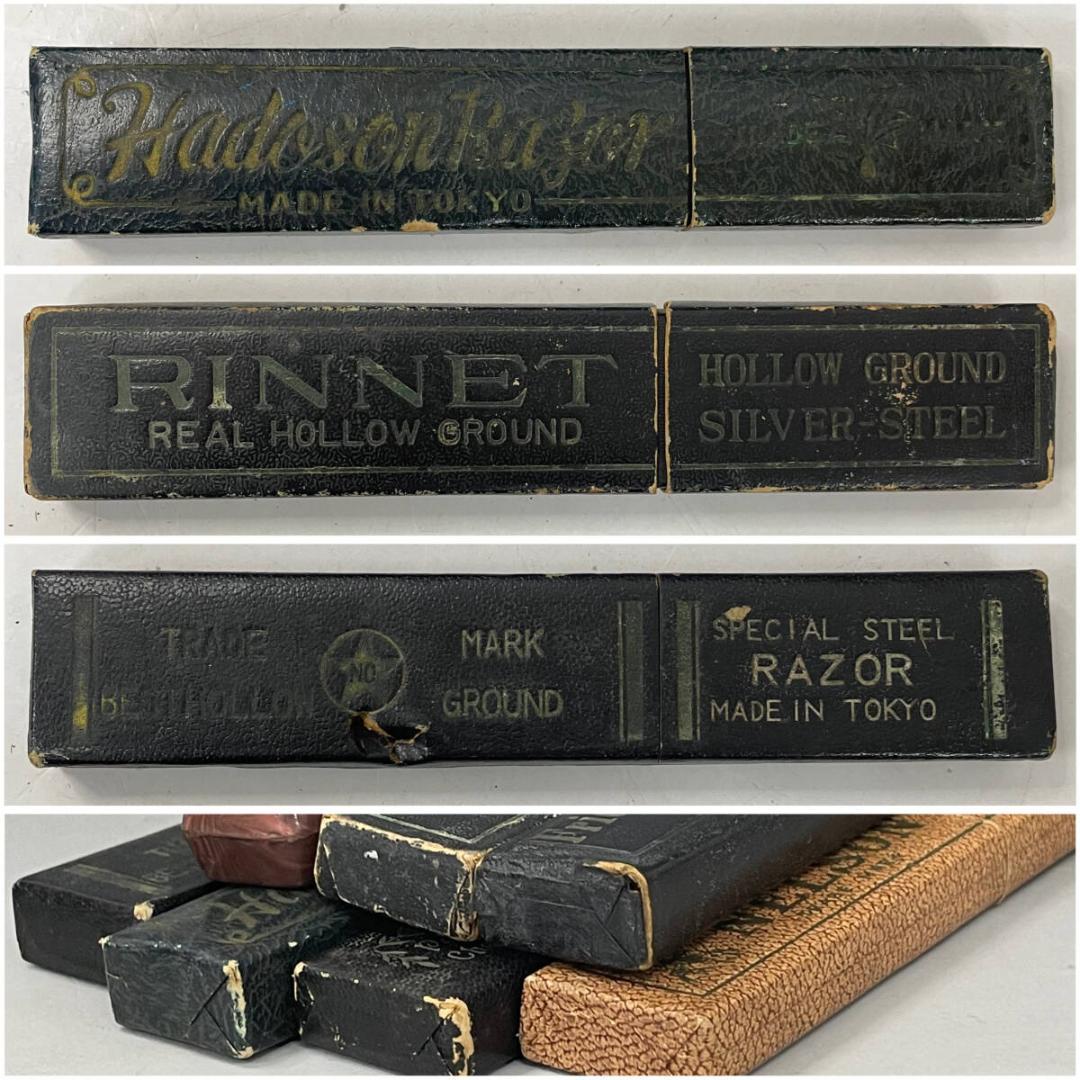 Hadoson Razor
MADE IN TOKYO
RINNET
REAL HOLLOW GROUND
HOLLOW GROUND
SILVER-STEEL
TRADE NO MARK
GROUND
SPECIAL STEEL
RAZOR
MADE IN TOKYO